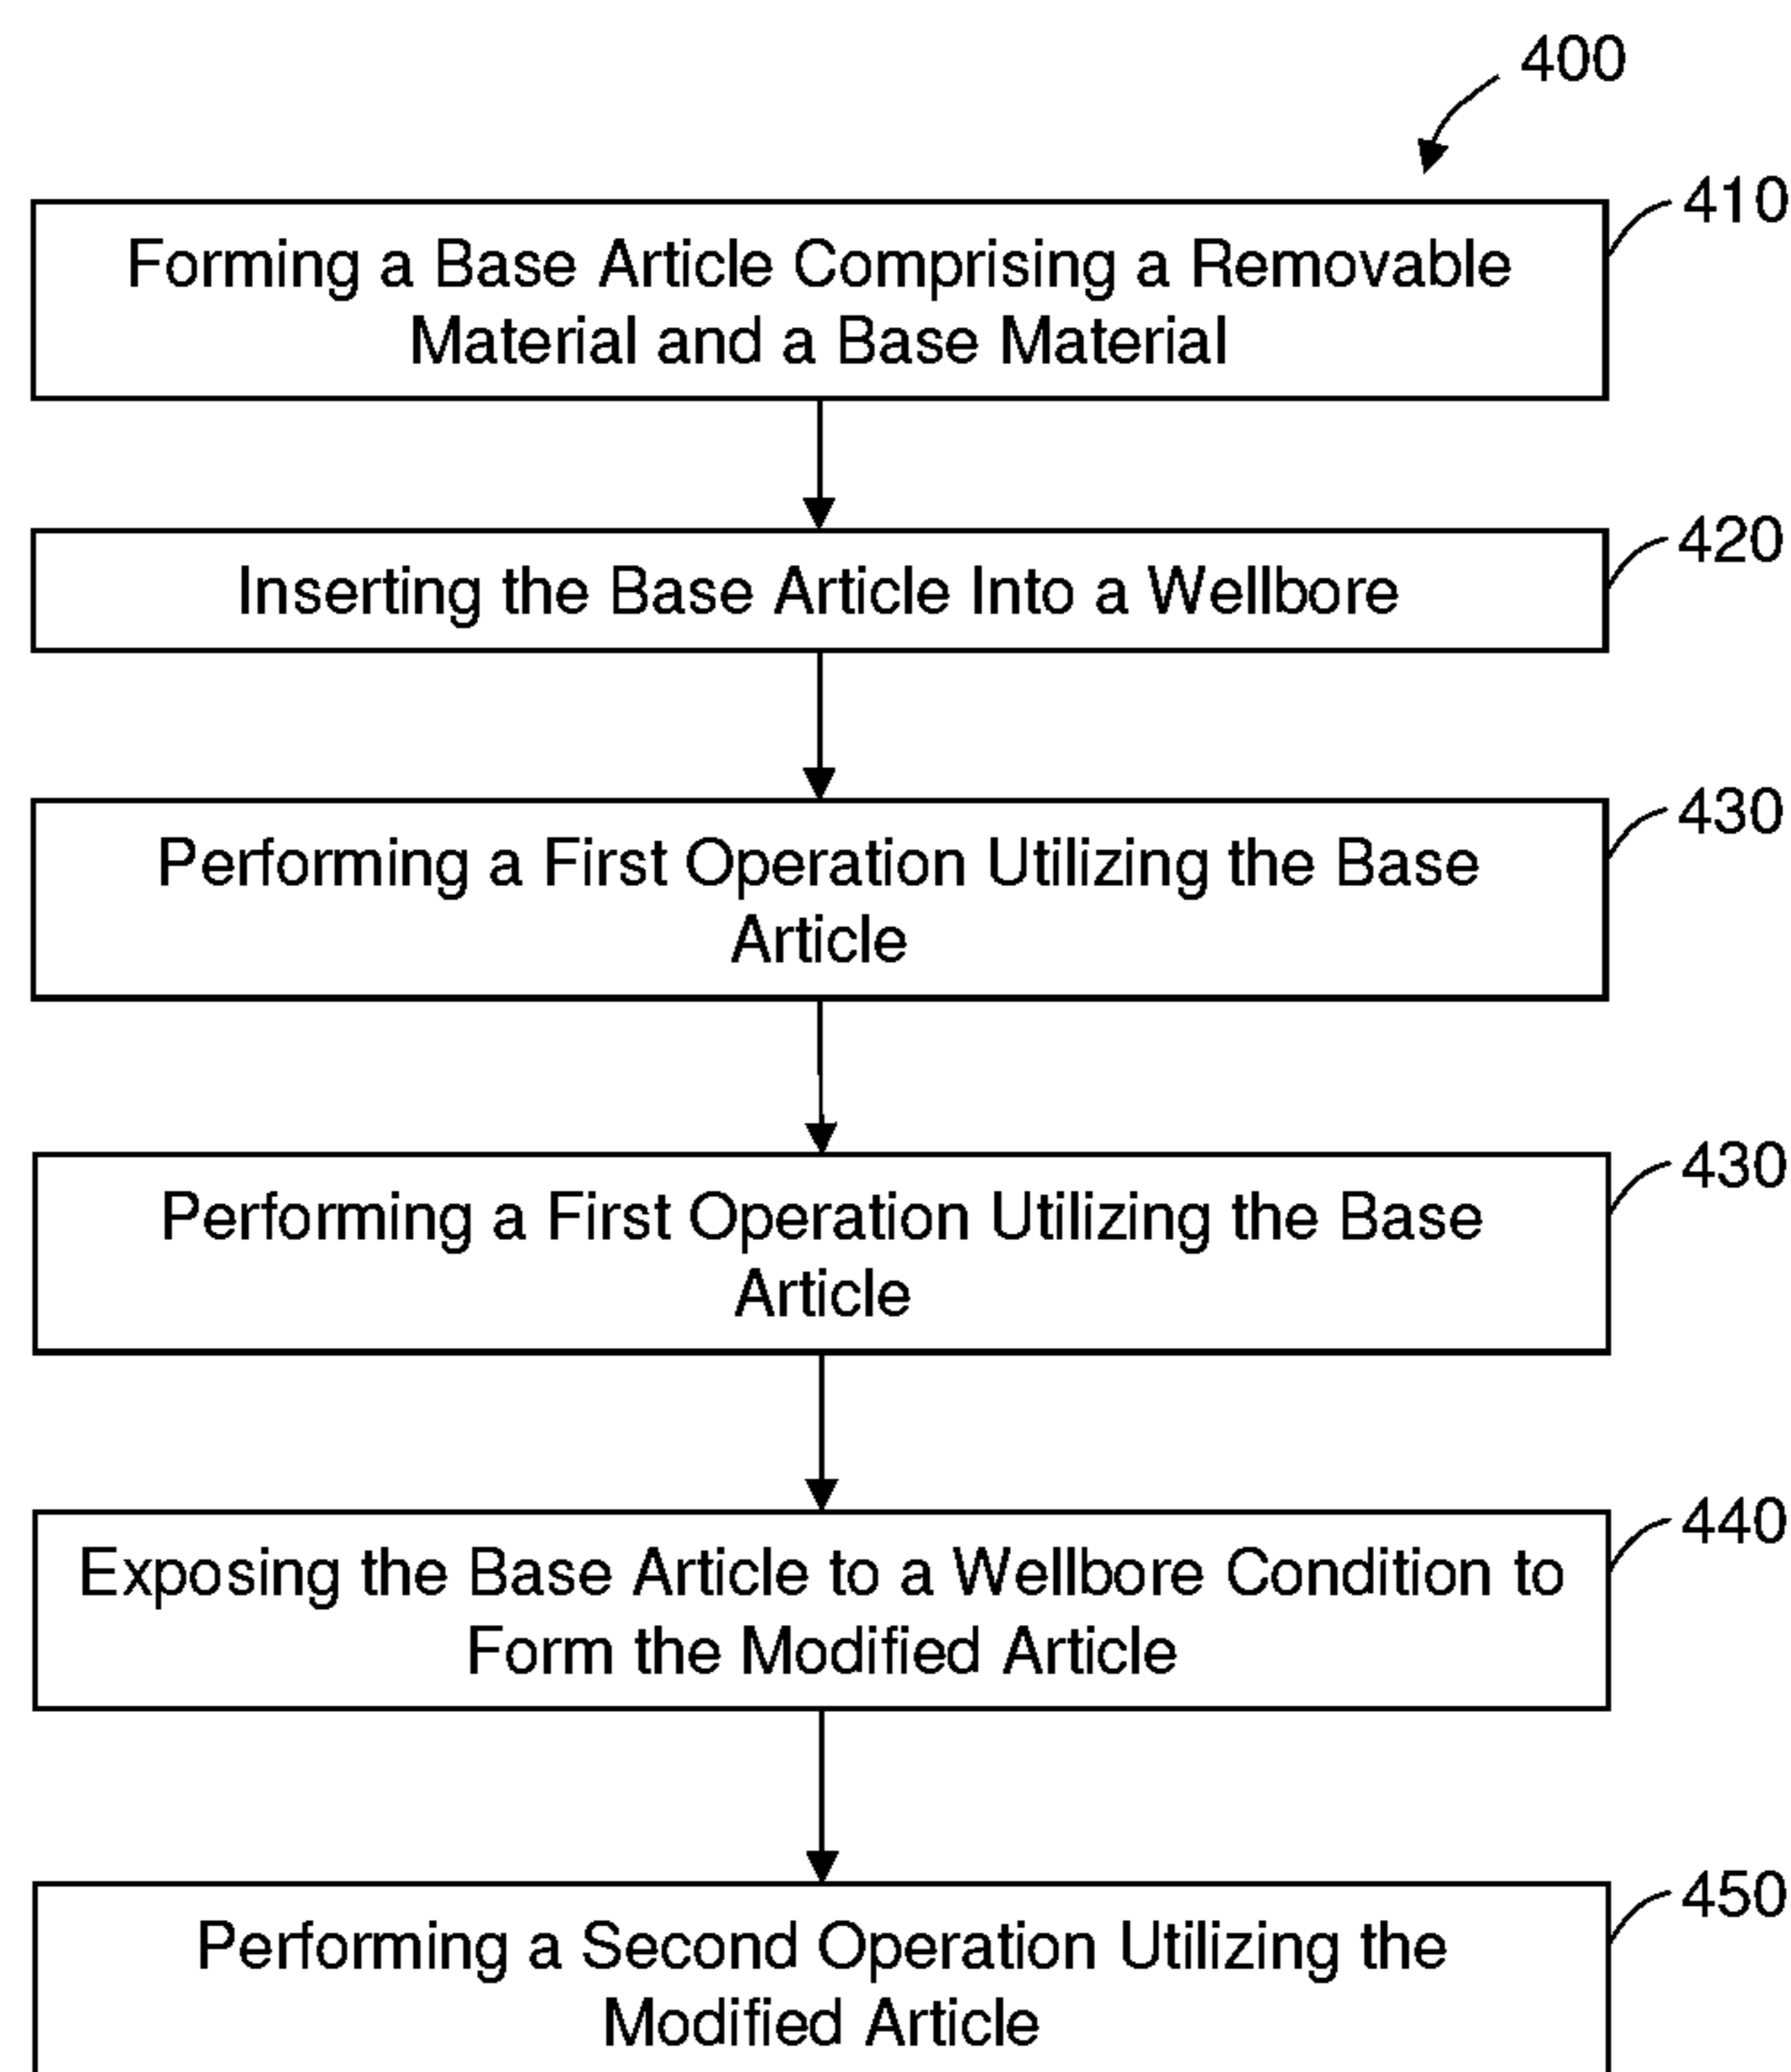 400
410
Forming a Base Article Comprising a Removable
Material and a Base Material
420
Inserting the Base Article Into a Wellbore
430
Performing a First Operation Utilizing the Base
Article
430
Performing a First Operation Utilizing the Base
Article
440
Exposing the Base Article to a Wellbore Condition to
Form the Modified Article
450
Performing a Second Operation Utilizing the
Modified Article